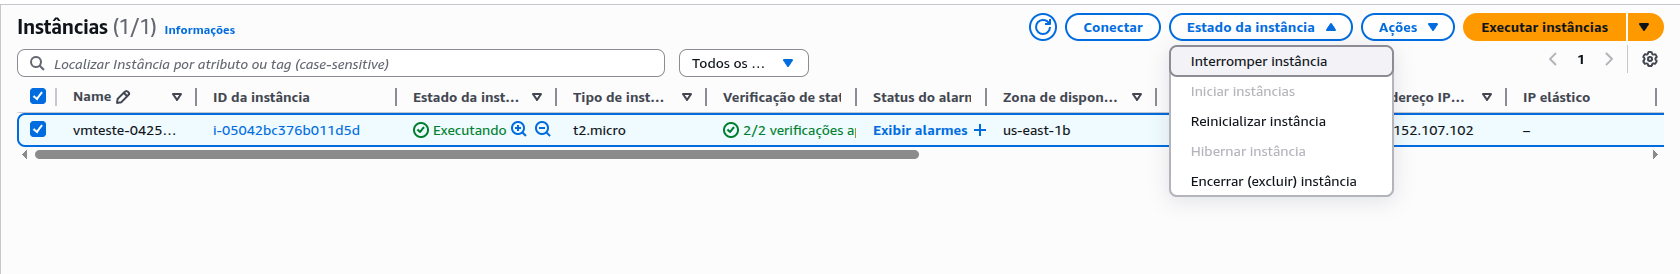 Instâncias (1/1) Informações Conectar Estado da instância Ações Executar instâncias
Localizar Instância por atributo ou tag (case-sensitive) Todos os ... 1
Interromper instância
Iniciar instâncias
Reinicializar instância
Hibernar instância
Encerrar (excluir) instância
Name ID da instância Estado da inst... Tipo de inst... Verificação de stat Status do alarn Zona de dispon... dereço IP... IP elástico
vmteste-0425... i-05042bc376b011d5d Executando t2.micro 2/2 verificações ap Exibir alarmes + us-east-1b 152.107.102 –